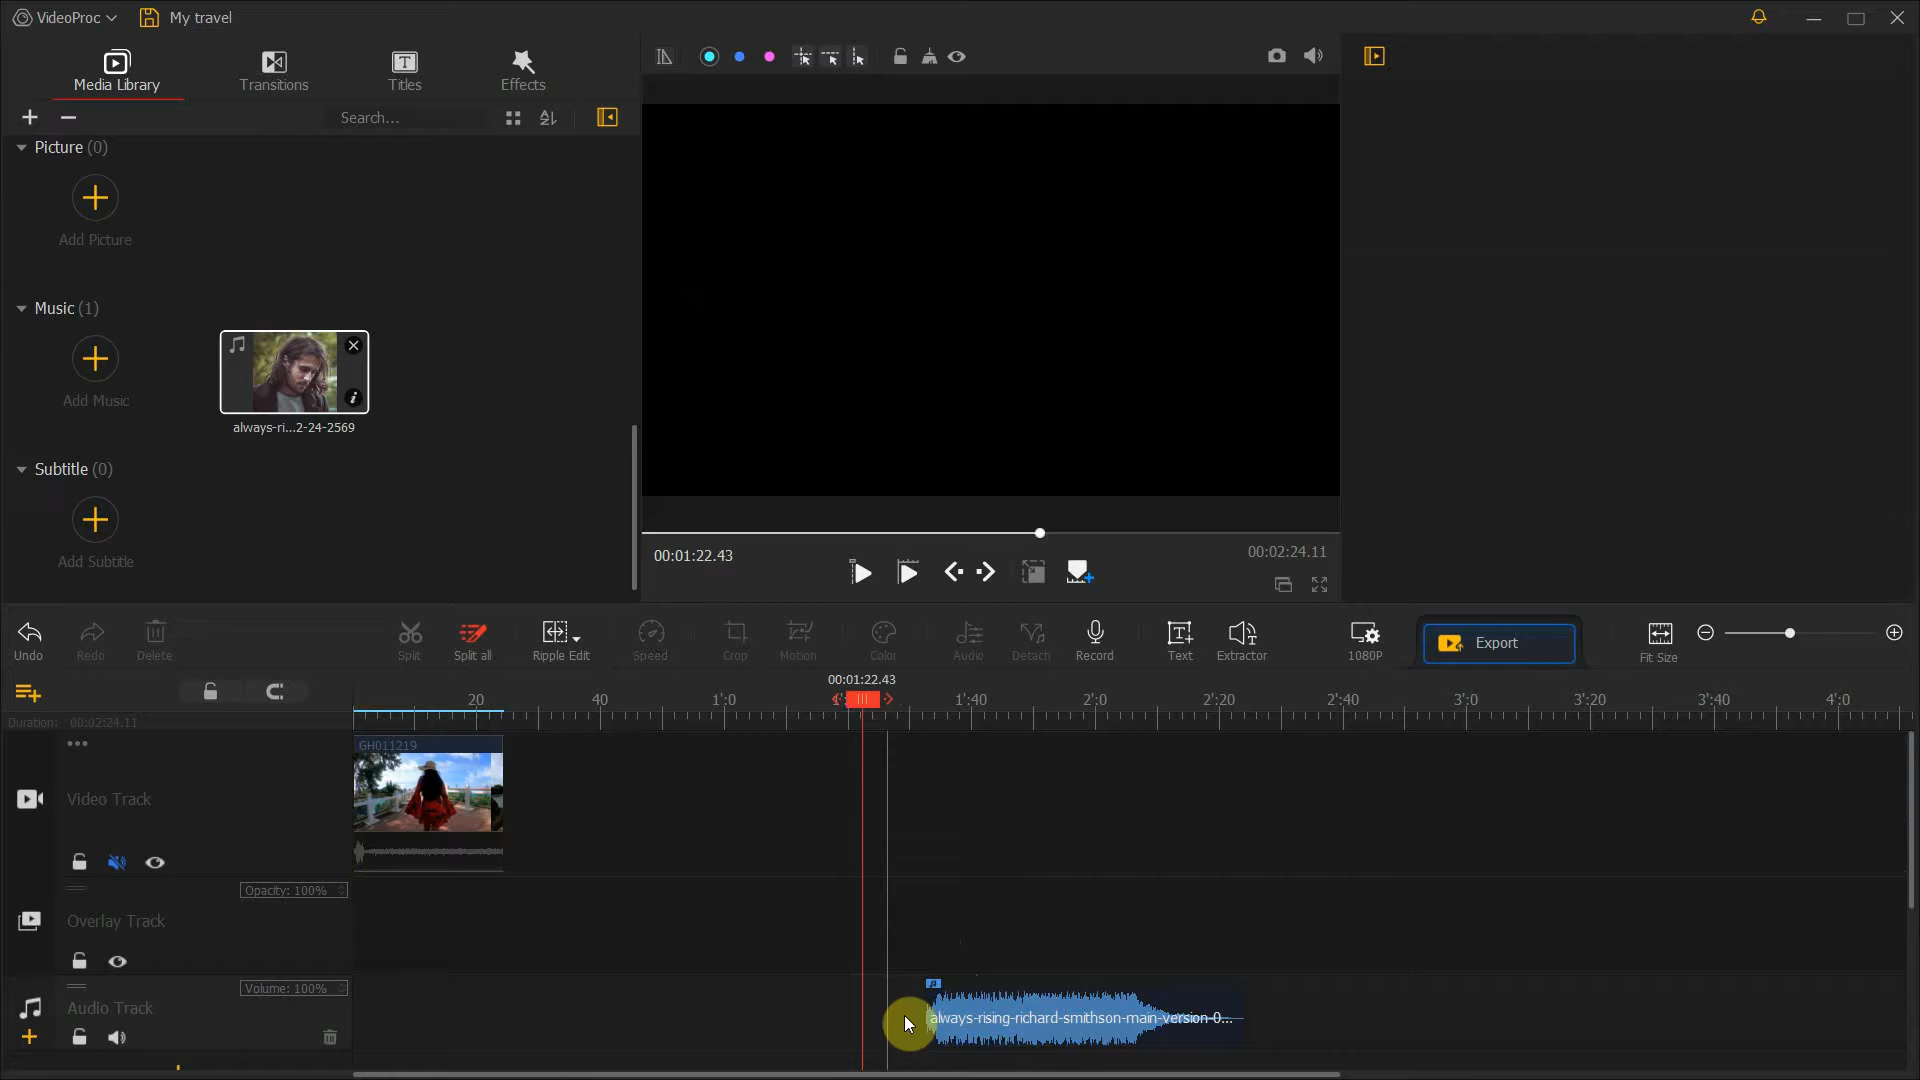 VideoProc
My travel
Media Library
Transitions
Titles
Effects
Search...
Picture (0)
Add Picture
Music (1)
Add Music
always-ri...2-24-2569
Subtitle (0)
Add Subtitle
00:01:22.43
00:02:24.11
Undo
Redo
Delete
Split
Split all
Ripple Edit
Speed
Crop
Motion
Color
Audio
Detach
Record
Text
Extractor
1080P
Export
Fit Size
00:01:22.43
20
40
1':0
1':40
2':0
2':20
2':40
3':0
3':20
3':40
4':0
Duration: 00:02:24.11
GH011219
Video Track
Opacity: 100%
Overlay Track
Volume: 100%
Audio Track
always-rising-richard-smithson-main-version-0...